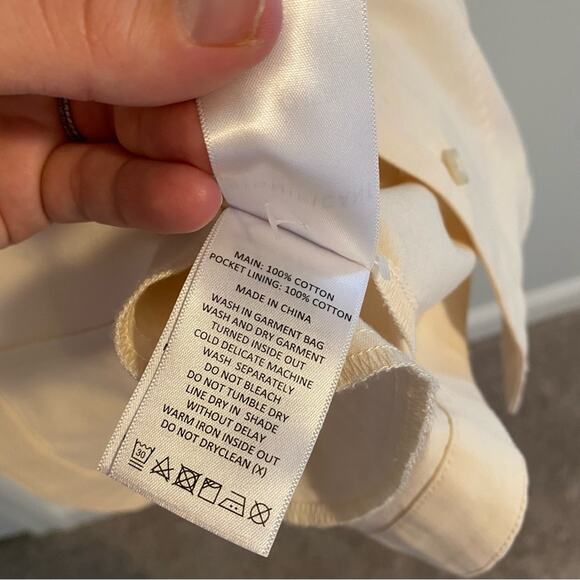 MAIN: 100% COTTON
POCKET LINING: 100% COTTON
MADE IN CHINA
WASH IN GARMENT BAG
WASH AND DRY GARMENT
TURNED INSIDE OUT
COLD DELICATE MACHINE
WASH SEPARATELY
DO NOT BLEACH
DO NOT TUMBLE DRY
LINE DRY IN SHADE
WITHOUT DELAY
WARM IRON INSIDE OUT
DO NOT DRYCLEAN (X)
30